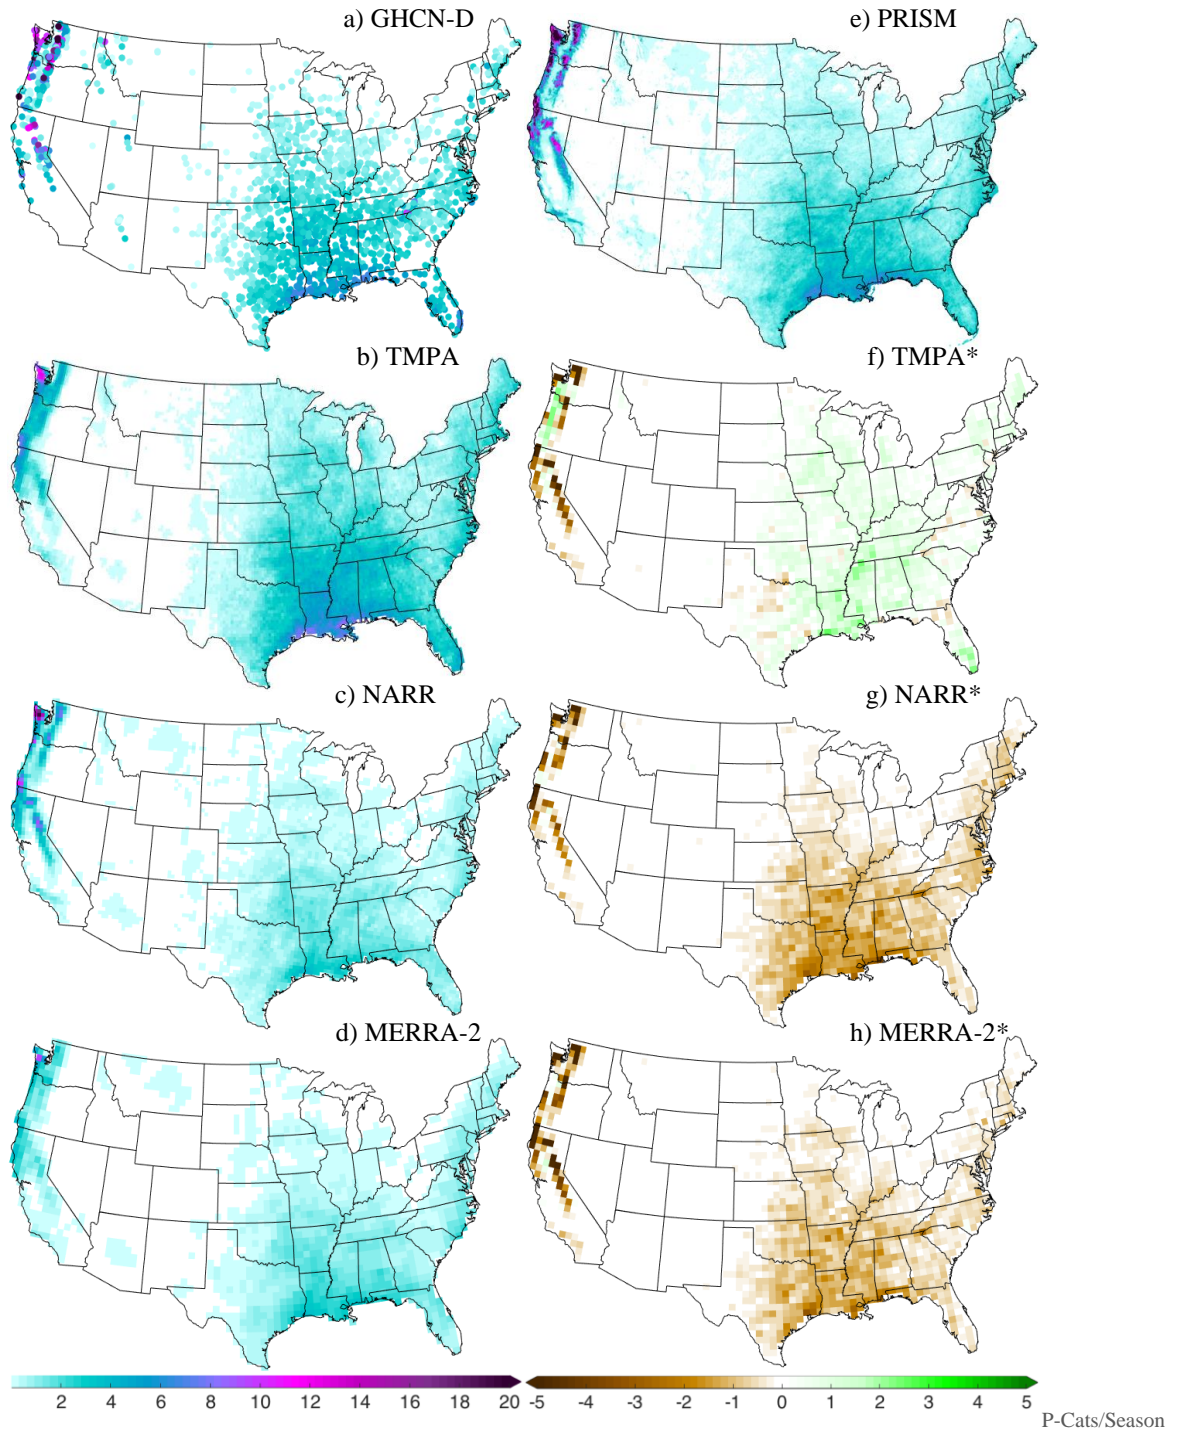 a) GHCN-D
e) PRISM
b) TMPA
f) TMPA*
c) NARR
g) NARR*
d) MERRA-2
h) MERRA-2*
2 4 6 8 10 12 14 16 18 20
-5 -4 -3 -2 -1 0 1 2 3 4 5
P-Cats/Season